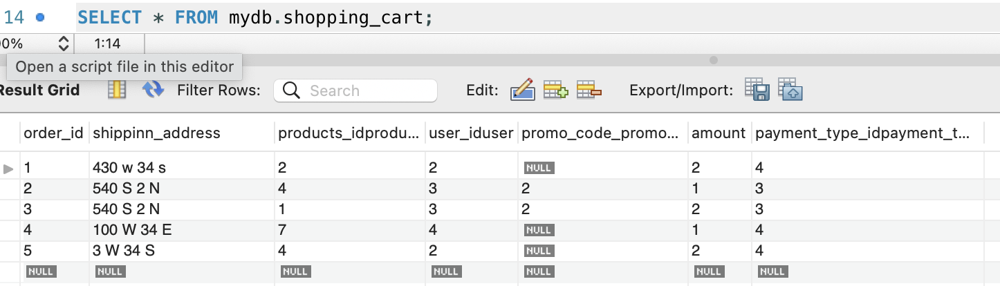 14 SELECT * FROM mydb.shopping_cart;
00% 1:14
Open a script file in this editor
Result Grid Filter Rows: Search Edit: Export/Import:
order_id shippinn_address products_idprodu... user_iduser promo_code_promo... amount payment_type_idpayment_t...
1 430 w 34 s 2 2 NULL 2 4
2 540 S 2 N 4 3 2 1 3
3 540 S 2 N 1 3 2 2 3
4 100 W 34 E 7 4 NULL 1 4
5 3 W 34 S 4 2 NULL 2 4
NULL NULL NULL NULL NULL NULL NULL